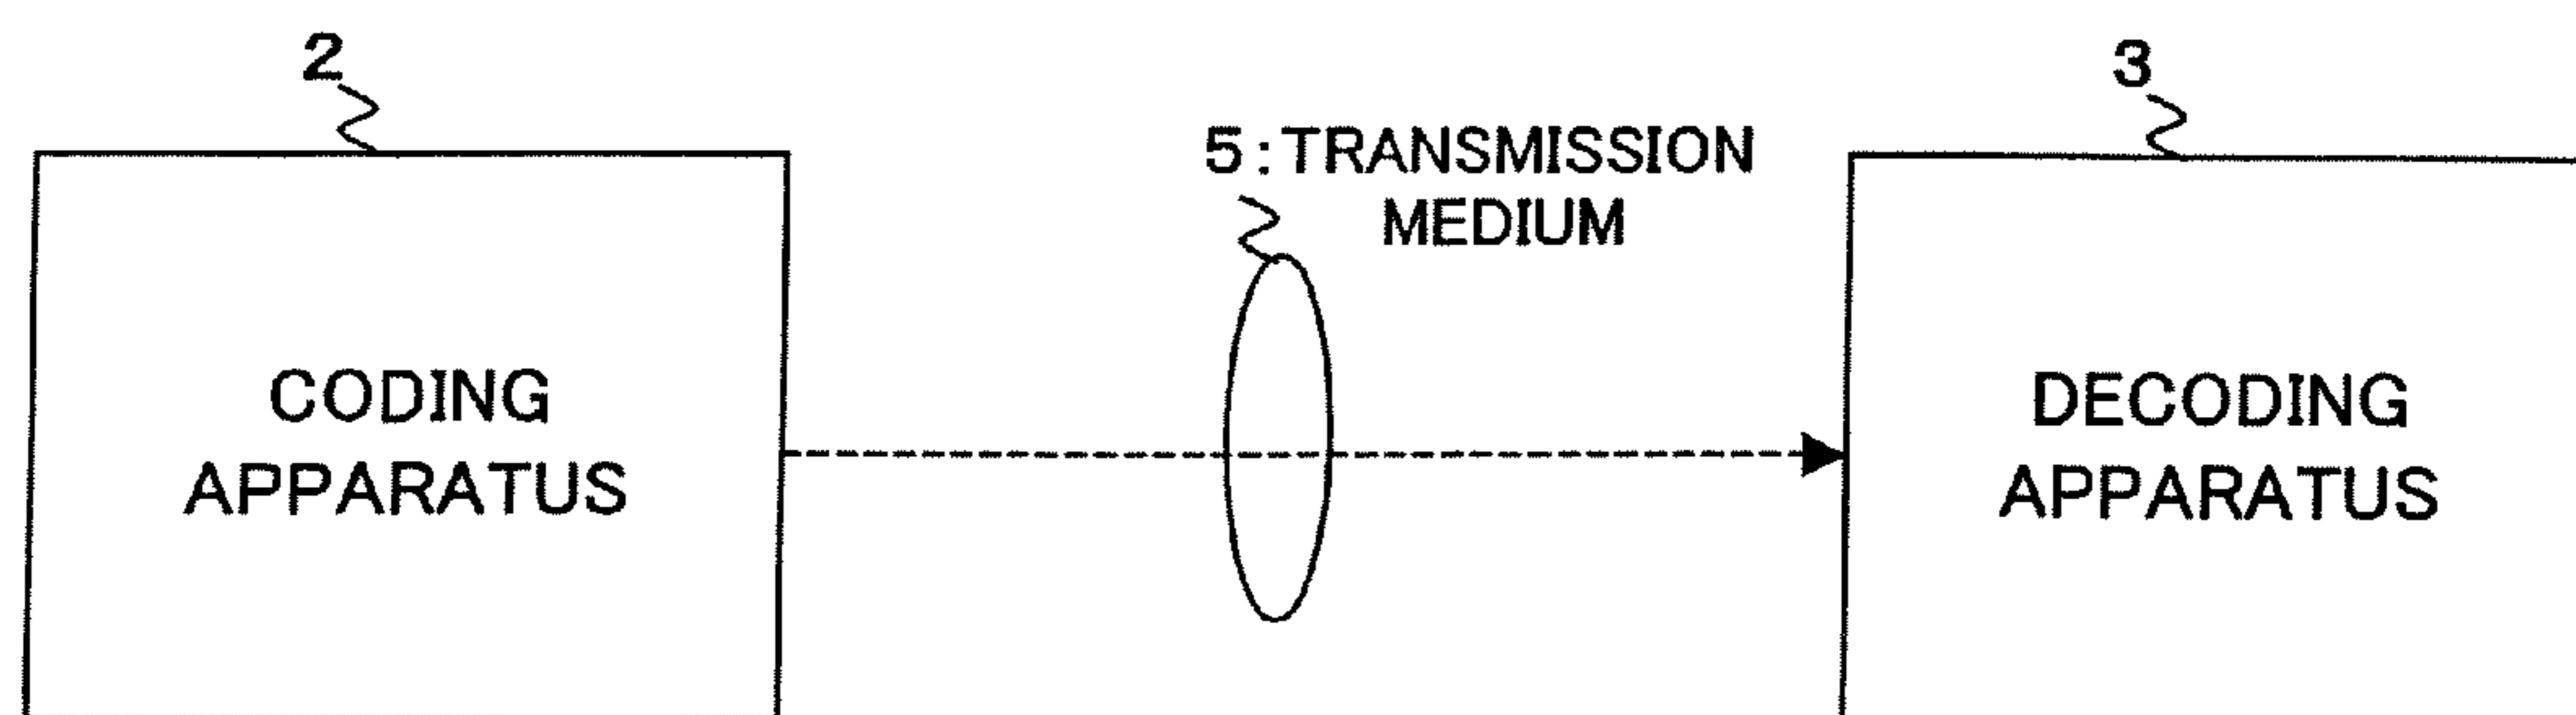 2
3
5:TRANSMISSION
MEDIUM
CODING
APPARATUS
DECODING
APPARATUS